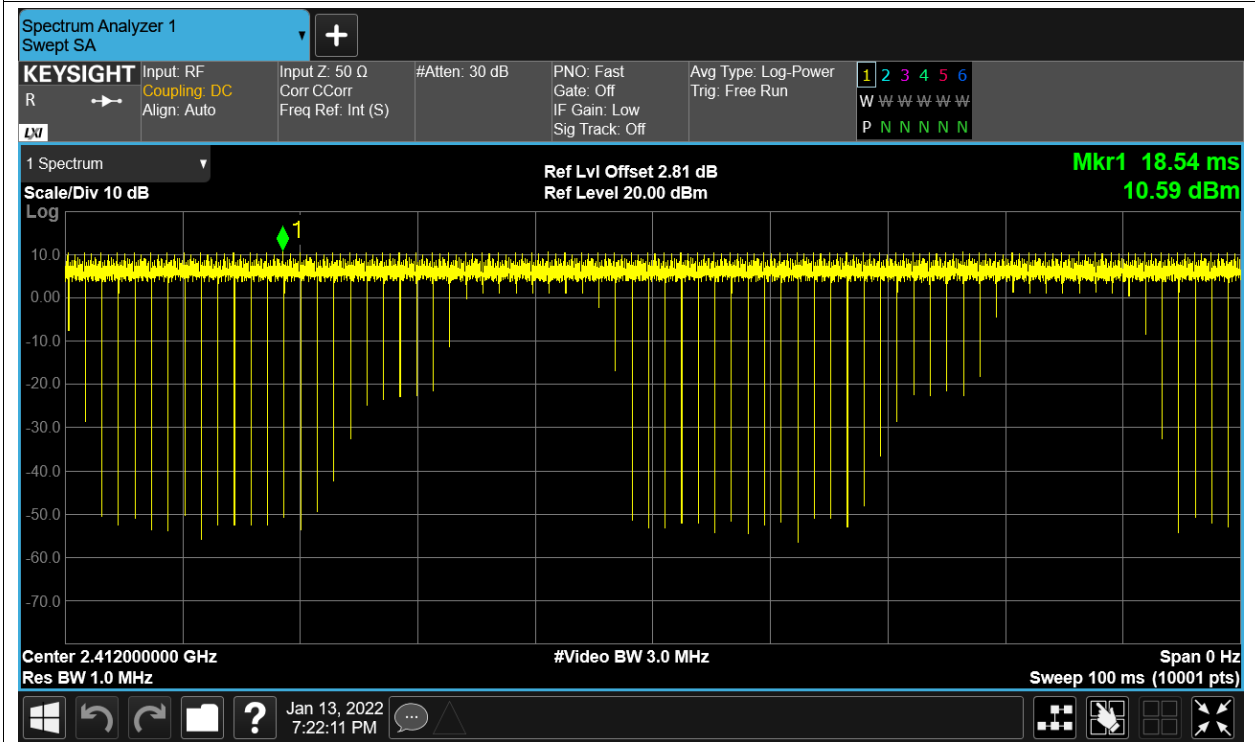 Spectrum Analyzer 1
Swept SA
KEYSIGHT
R
LXI
Input: RF
Coupling: DC
Align: Auto
Input Z: 50 Ω
Corr CCorr
Freq Ref: Int (S)
#Atten: 30 dB
PNO: Fast
Gate: Off
IF Gain: Low
Sig Track: Off
Avg Type: Log-Power
Trig: Free Run
1 2 3 4 5 6
W W W W W W
P N N N N N
1 Spectrum
Scale/Div 10 dB
Ref Lvl Offset 2.81 dB
Ref Level 20.00 dBm
Mkr1 18.54 ms
10.59 dBm
Log
1
10.0
0.00
-10.0
-20.0
-30.0
-40.0
-50.0
-60.0
-70.0
Center 2.412000000 GHz
Res BW 1.0 MHz
#Video BW 3.0 MHz
Span 0 Hz
Sweep 100 ms (10001 pts)
?
Jan 13, 2022
7:22:11 PM